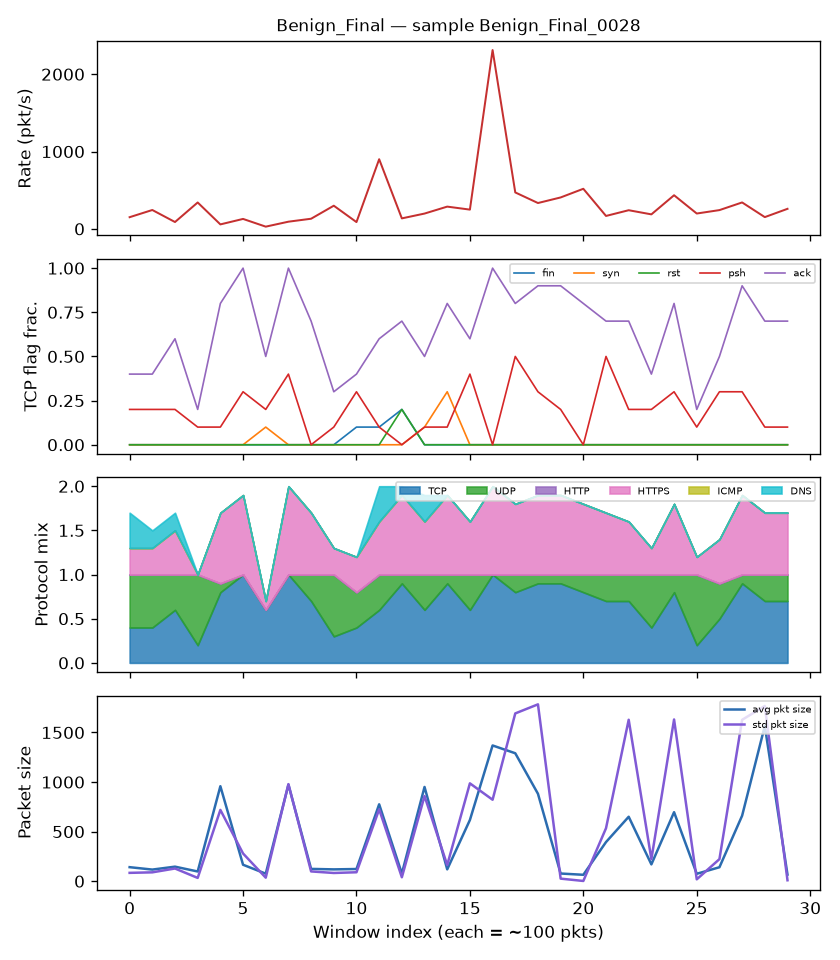 Benign_Final — sample Benign_Final_0028
Rate (pkt/s)
2000
1000
0
TCP flag frac.
1.00
0.75
0.50
0.25
0.00
fin syn rst psh ack
Protocol mix
2.0
1.5
1.0
0.5
0.0
TCP UDP HTTP HTTPS ICMP DNS
Packet size
1500
1000
500
0
avg pkt size
std pkt size
0 5 10 15 20 25 30
Window index (each = ~100 pkts)